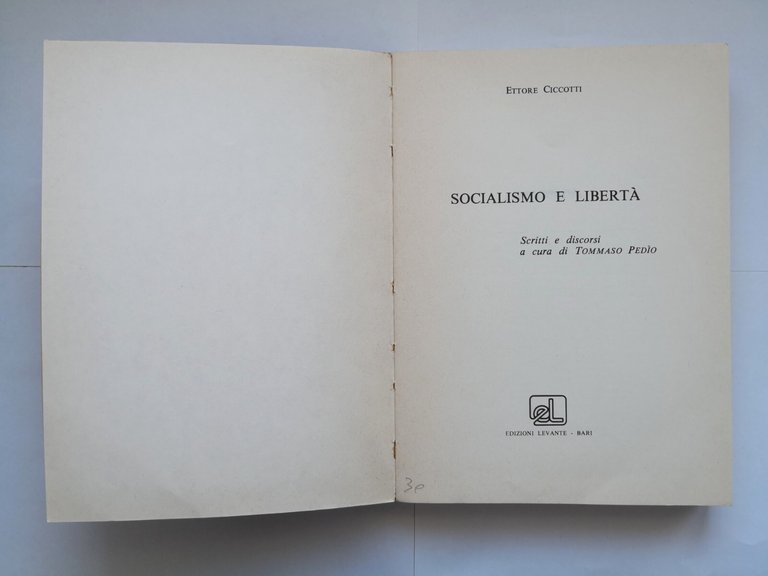 ETTORE CICCOTTI
SOCIALISMO E LIBERTÀ
Scritti e discorsi
a cura di TOMMASO PEDÌO
eL
EDIZIONI LEVANTE - BARI
3e